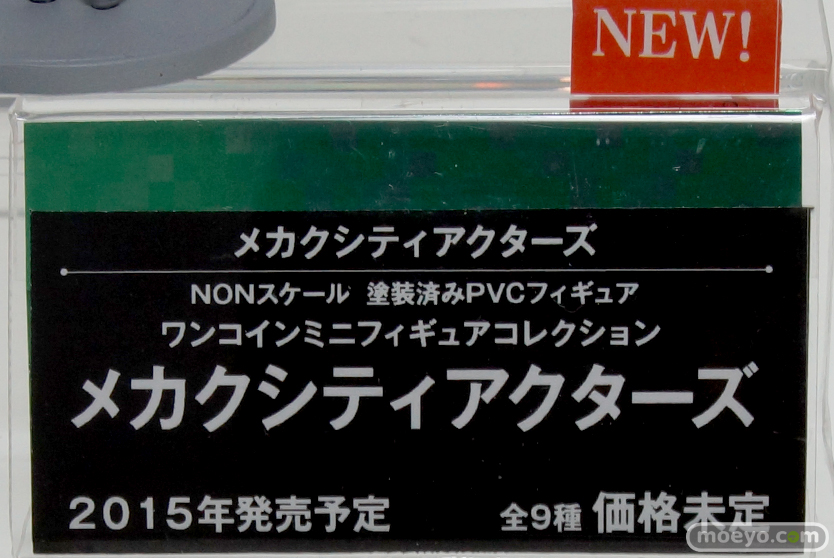 NEW!
メカクシティアクターズ
NONスケール 塗装済みPVCフィギュア
ワンコインミニフィギュアコレクション
メカクシティアクターズ
2015年発売予定 全9種 価格未定
moeyo.com